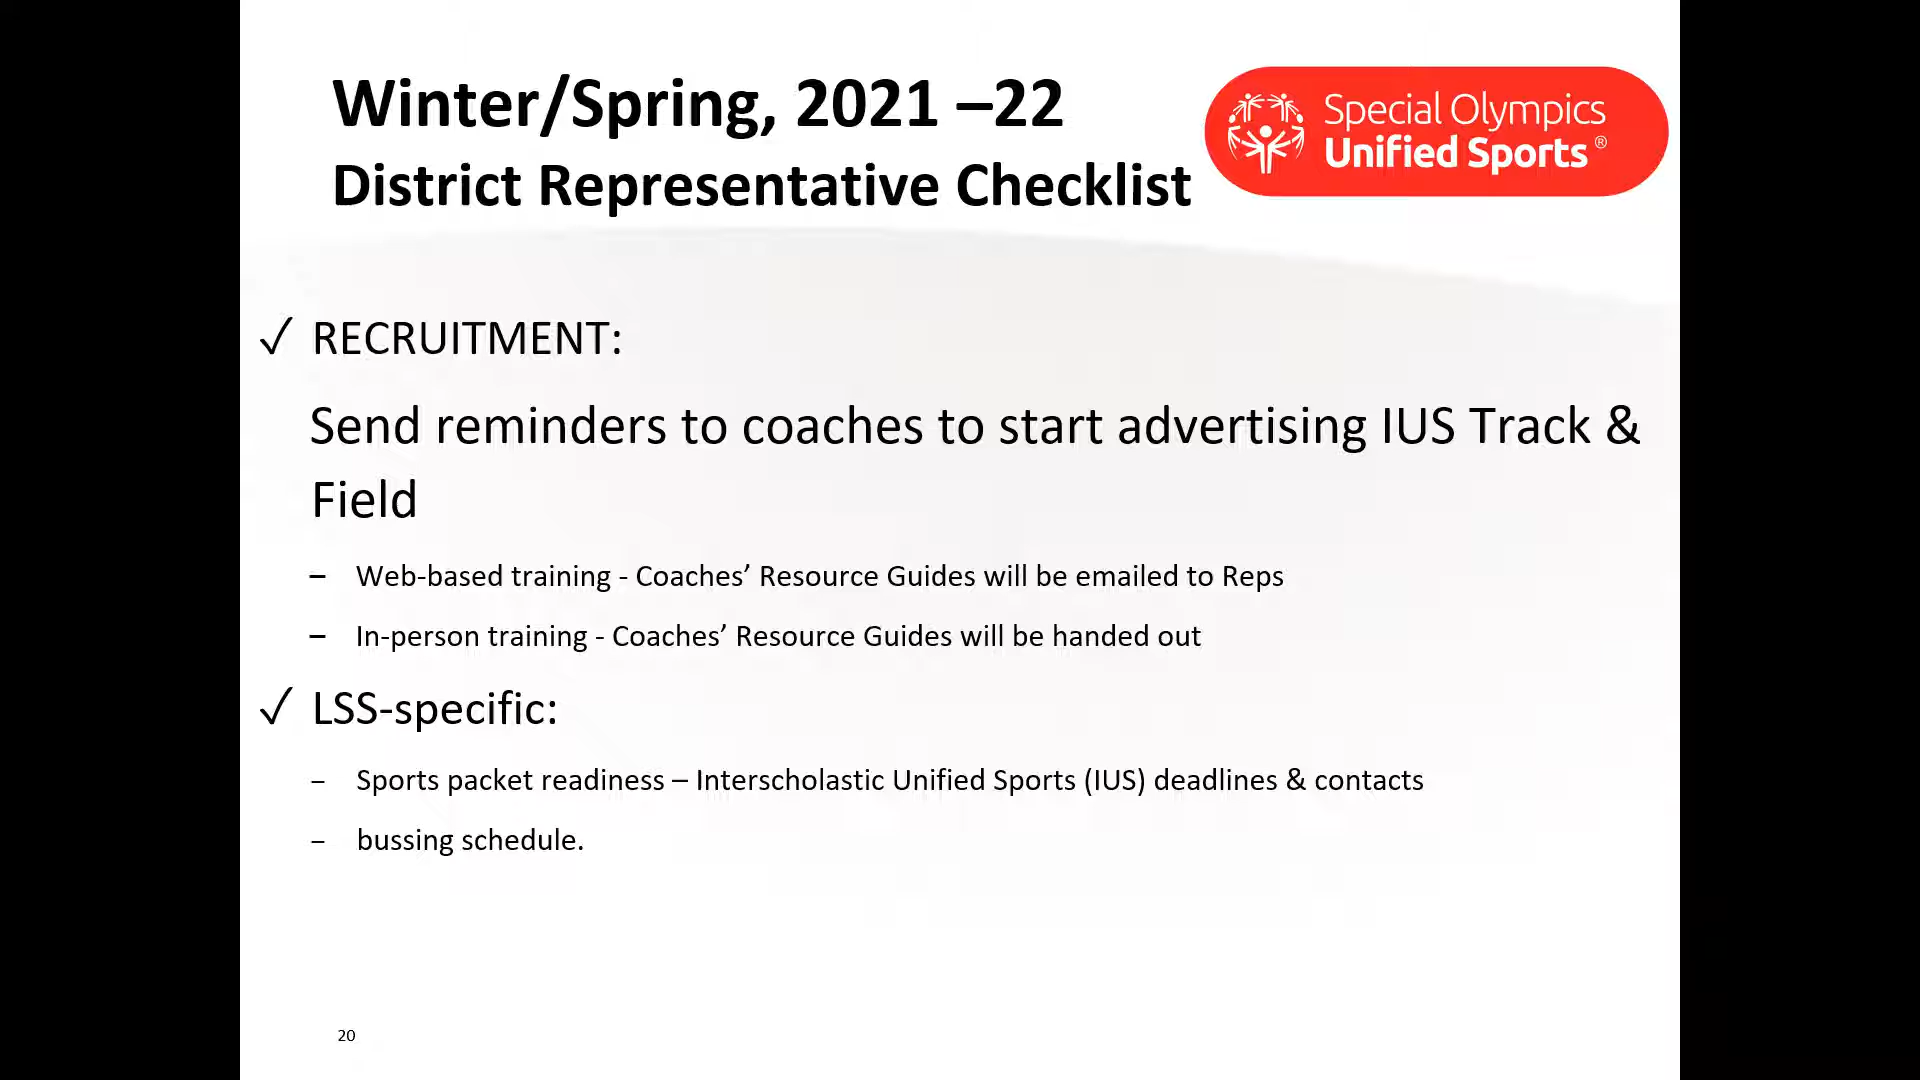 Winter/Spring, 2021 –22
District Representative Checklist
Special Olympics
Unified Sports ®
✓ RECRUITMENT:
Send reminders to coaches to start advertising IUS Track &
Field
– Web-based training - Coaches’ Resource Guides will be emailed to Reps
– In-person training - Coaches’ Resource Guides will be handed out
✓ LSS-specific:
– Sports packet readiness – Interscholastic Unified Sports (IUS) deadlines & contacts
– bussing schedule.
20